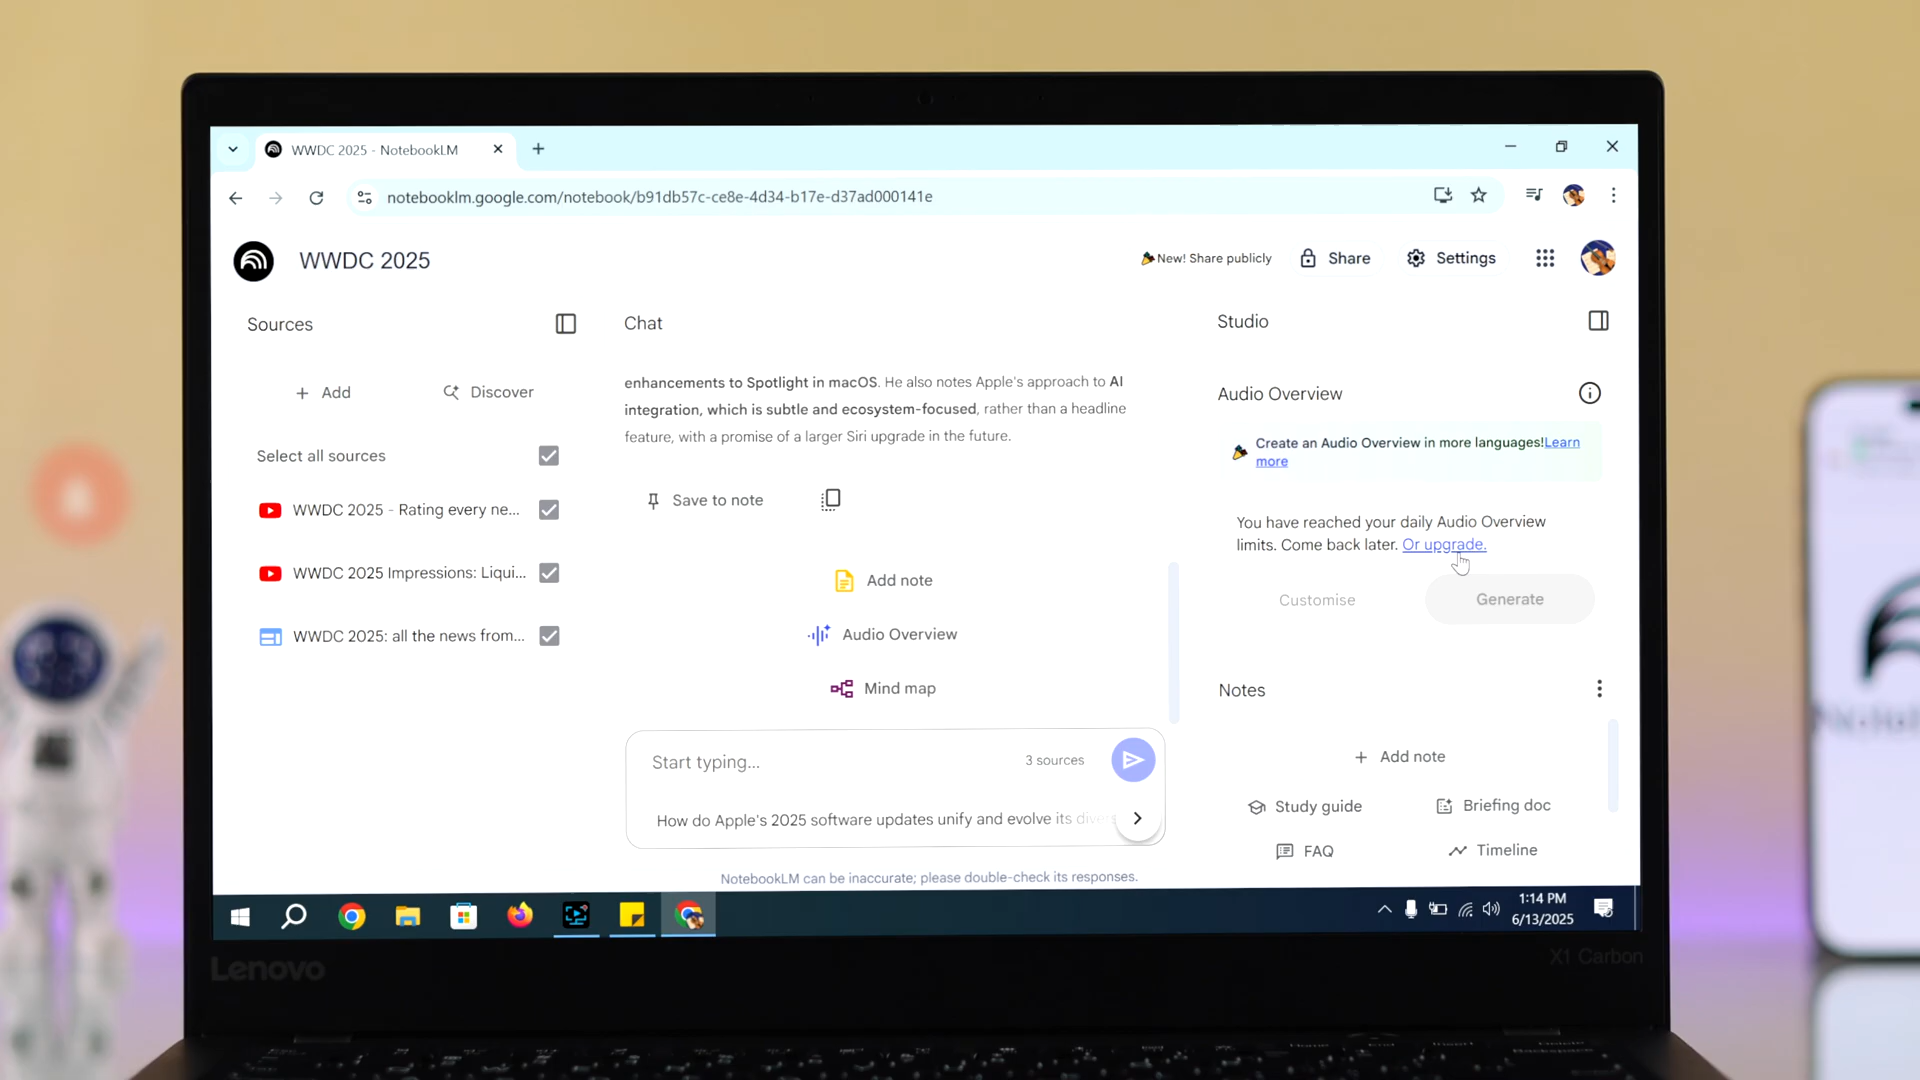 WWDC 2025 - NotebookLM
notebooklm.google.com/notebook/b91db57c-ce8e-4d34-b17e-d37ad000141e
WWDC 2025
New! Share publicly
Share
Settings
Sources
Add
Discover
Select all sources
WWDC 2025 - Rating every ne...
WWDC 2025 Impressions: Liqui...
WWDC 2025: all the news from...
Chat
enhancements to Spotlight in macOS. He also notes Apple's approach to AI
integration, which is subtle and ecosystem-focused, rather than a headline
feature, with a promise of a larger Siri upgrade in the future.
Save to note
Add note
Audio Overview
Mind map
Start typing...
3 sources
How do Apple's 2025 software updates unify and evolve its divers
NotebookLM can be inaccurate; please double-check its responses.
Studio
Audio Overview
Create an Audio Overview in more languages!Learn
more
You have reached your daily Audio Overview
limits. Come back later. Or upgrade.
Customise
Generate
Notes
Add note
Study guide
Briefing doc
FAQ
Timeline
1:14 PM
6/13/2025
Lenovo
X1 Carbon